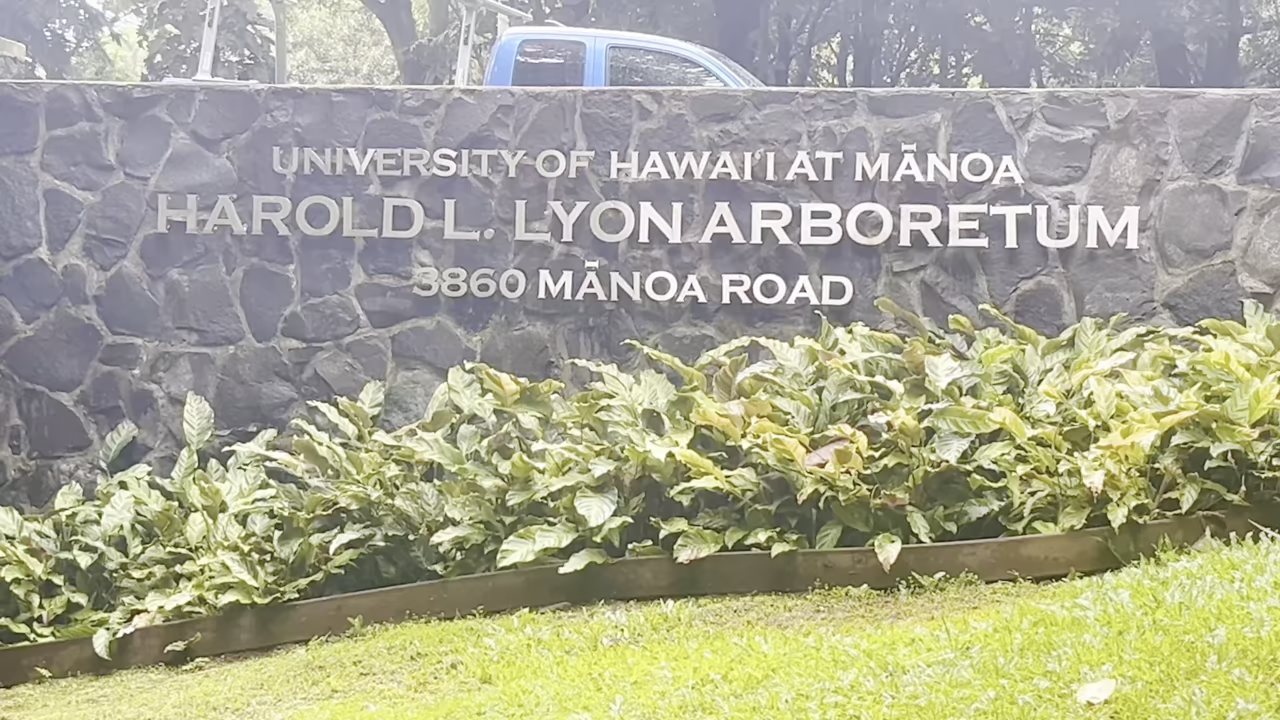 UNIVERSITY OF HAWAIʻI AT MĀNOA
HAROLD L. LYON ARBORETUM
3860 MĀNOA ROAD